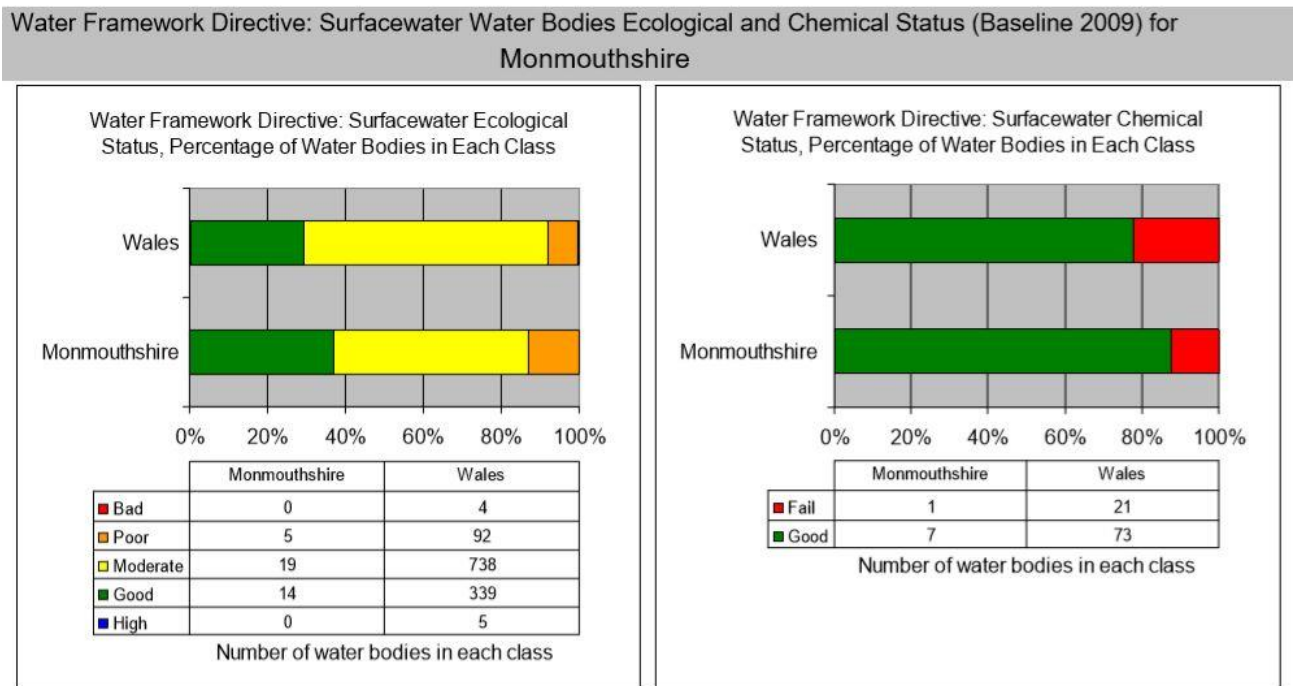 Water Framework Directive: Surfacewater Water Bodies Ecological and Chemical Status (Baseline 2009) for
Monmouthshire
Water Framework Directive: Surfacewater Ecological
Status, Percentage of Water Bodies in Each Class
Wales
Monmouthshire
0% 20% 40% 60% 80% 100%
Monmouthshire Wales
Bad 0 4
Poor 5 92
Moderate 19 738
Good 14 339
High 0 5
Number of water bodies in each class
Water Framework Directive: Surfacewater Chemical
Status, Percentage of Water Bodies in Each Class
Wales
Monmouthshire
0% 20% 40% 60% 80% 100%
Monmouthshire Wales
Fail 1 21
Good 7 73
Number of water bodies in each class